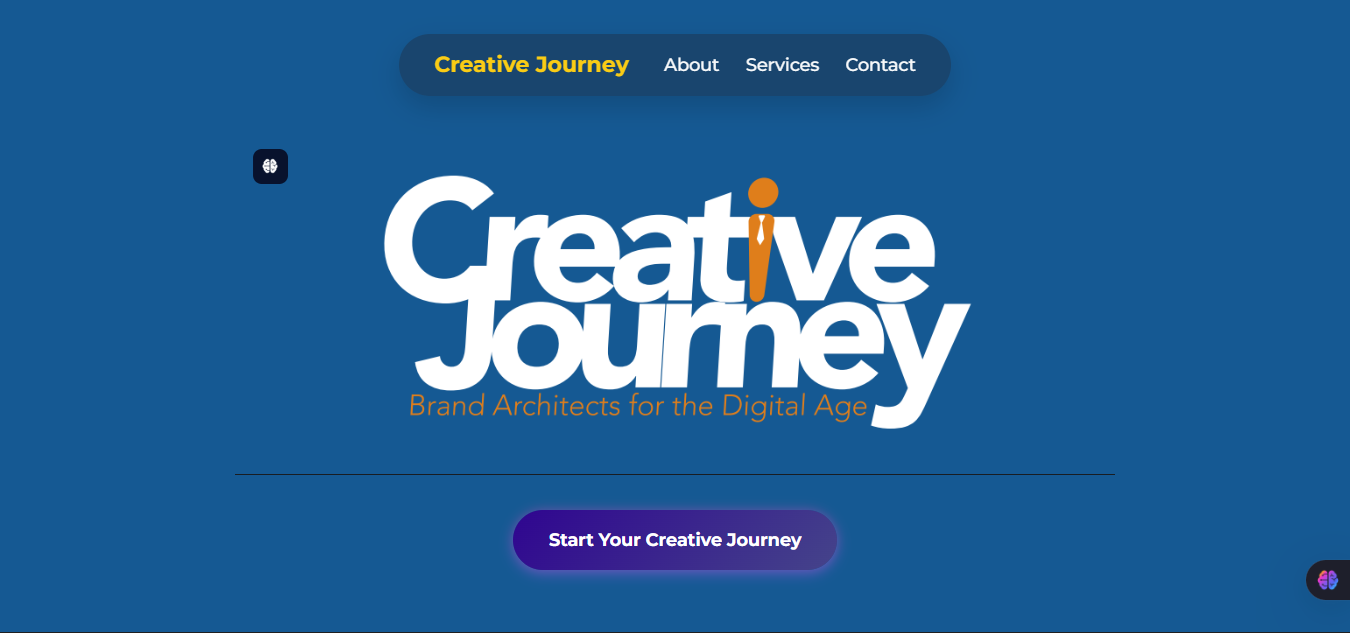 Creative Journey About Services Contact
Creative
Journey
Brand Architects for the Digital Age
Start Your Creative Journey